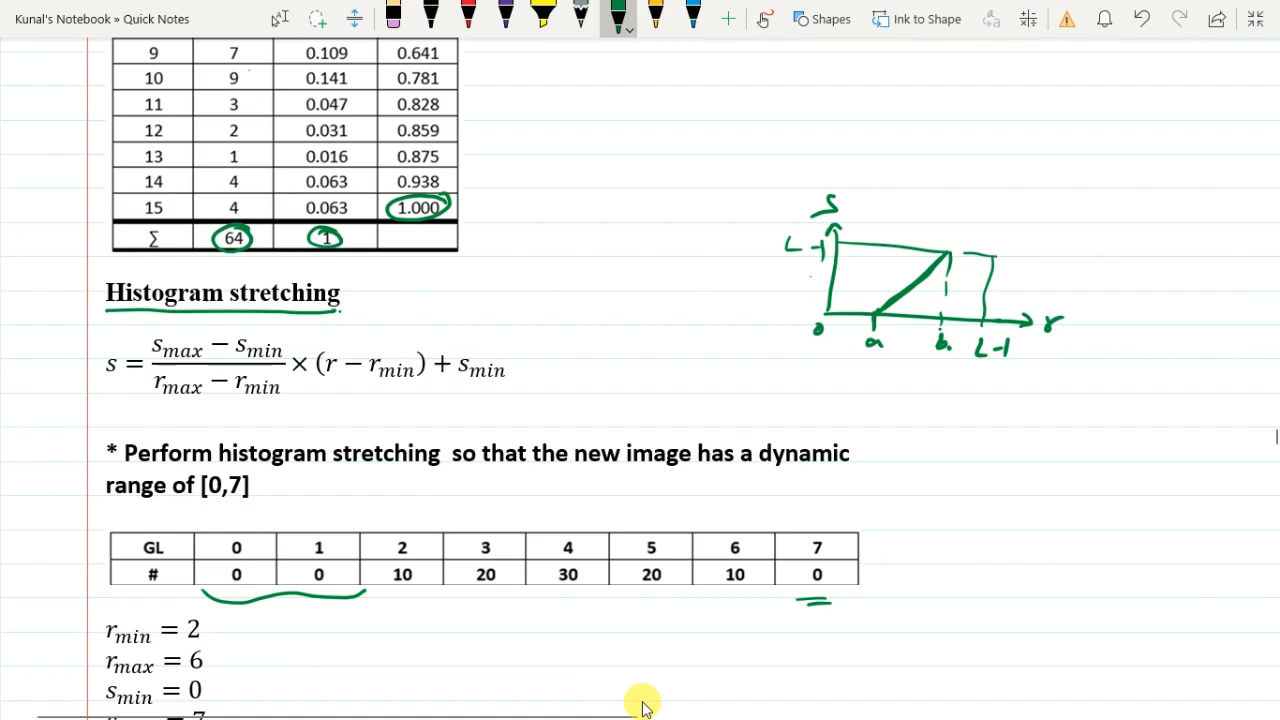 Kunal's Notebook » Quick Notes Shapes Ink to Shape
9 7 0.109 0.641
10 9 0.141 0.781
11 3 0.047 0.828
12 2 0.031 0.859
13 1 0.016 0.875
14 4 0.063 0.938
15 4 0.063 1.000
∑ 64 1
S
L-1
0 a b L-1 r
Histogram stretching
s = (s_max − s_min)/(r_max − r_min) × (r − r_min) + s_min
* Perform histogram stretching so that the new image has a dynamic
range of [0,7]
GL 0 1 2 3 4 5 6 7
# 0 0 10 20 30 20 10 0
r_min = 2
r_max = 6
s_min = 0